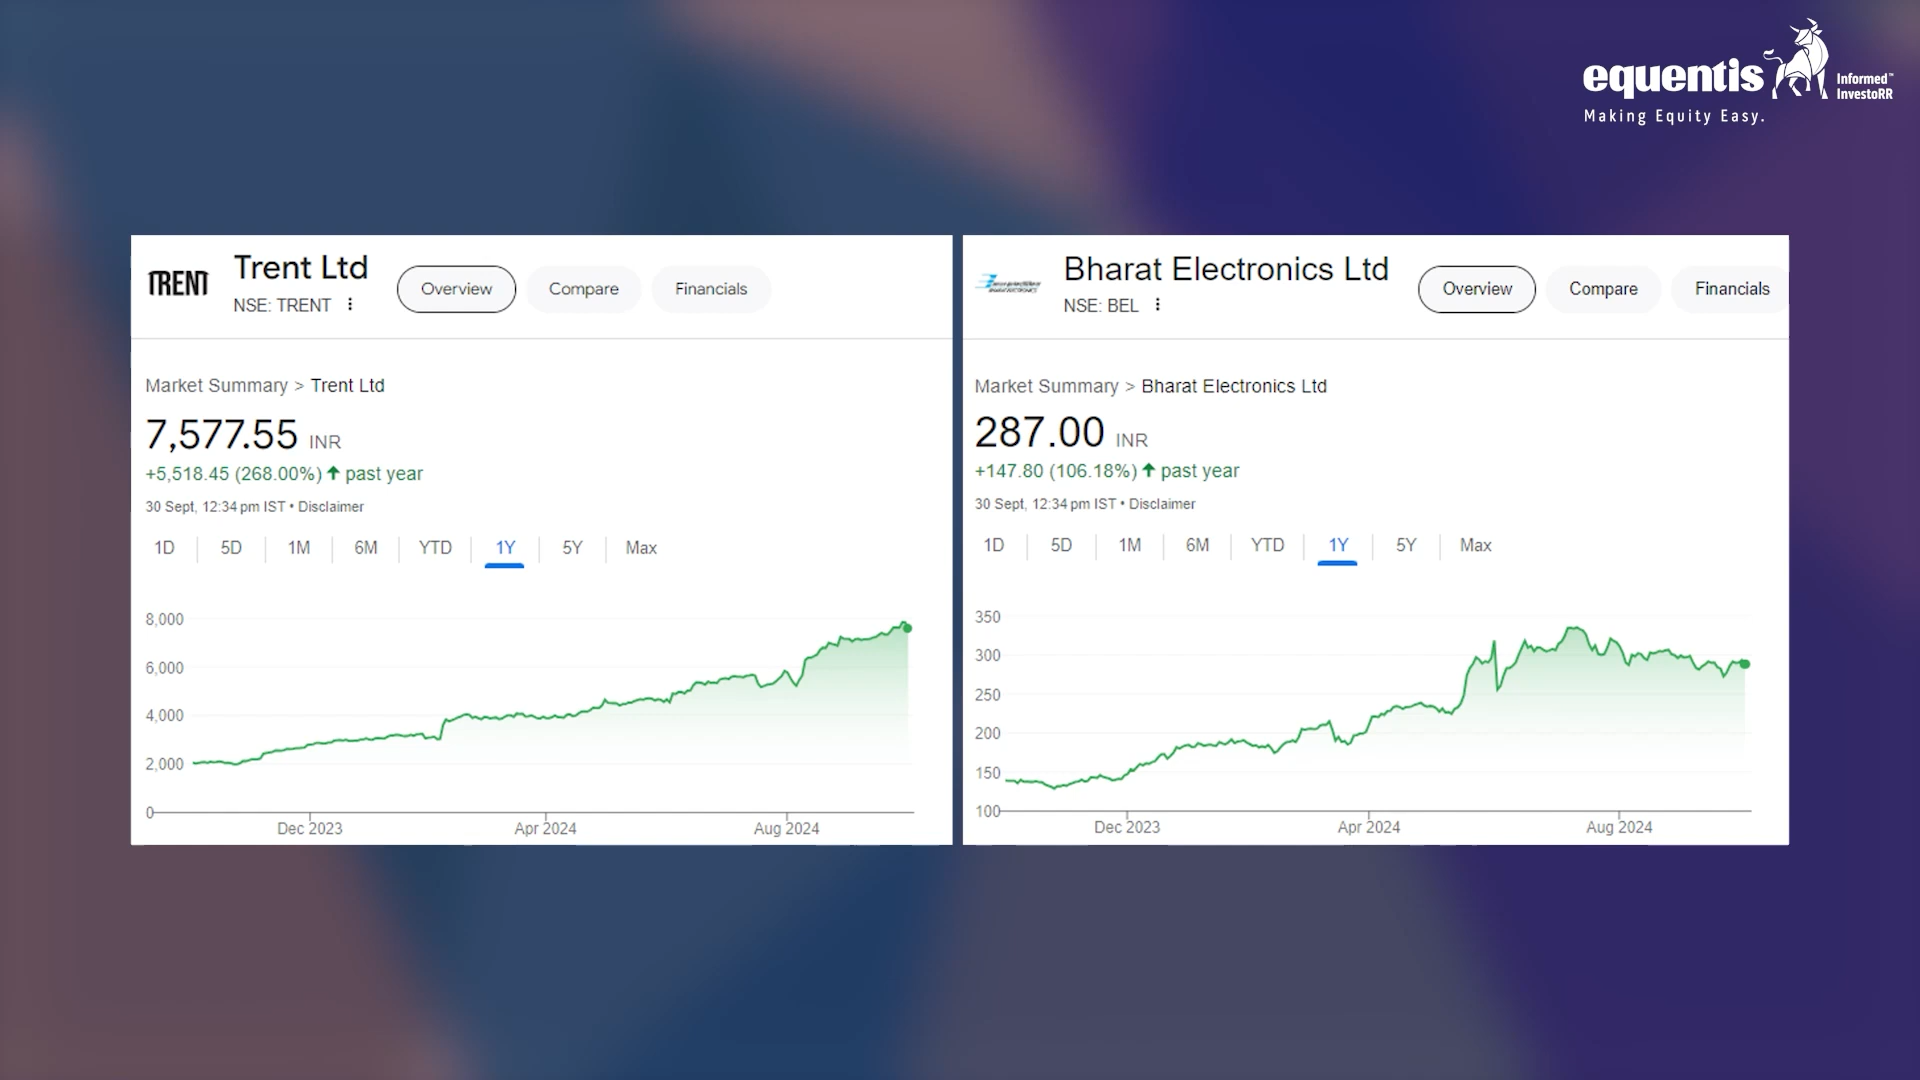 equentis
Informed™
InvestoRR
Making Equity Easy.
TRENT
Trent Ltd
NSE: TRENT
Overview
Compare
Financials
Market Summary > Trent Ltd
7,577.55 INR
+5,518.45 (268.00%) ↑ past year
30 Sept, 12:34 pm IST • Disclaimer
1D 5D 1M 6M YTD 1Y 5Y Max
8,000
6,000
4,000
2,000
0
Dec 2023 Apr 2024 Aug 2024
Bharat Electronics Ltd
NSE: BEL
Overview
Compare
Financials
Market Summary > Bharat Electronics Ltd
287.00 INR
+147.80 (106.18%) ↑ past year
30 Sept, 12:34 pm IST • Disclaimer
1D 5D 1M 6M YTD 1Y 5Y Max
350
300
250
200
150
100
Dec 2023 Apr 2024 Aug 2024